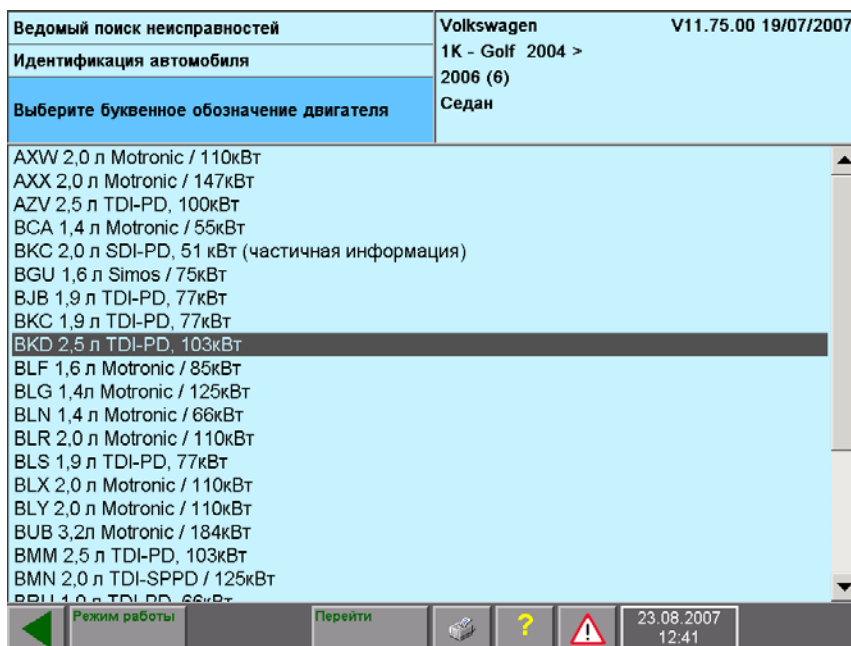 Ведомый поиск неисправностей
Идентификация автомобиля
Выберите буквенное обозначение двигателя
Volkswagen V11.75.00 19/07/2007
1K - Golf 2004 >
2006 (6)
Седан
AXW 2,0 л Motronic / 110кВт
AXX 2,0 л Motronic / 147кВт
AZV 2,5 л TDI-PD, 100кВт
BCA 1,4 л Motronic / 55кВт
BKC 2,0 л SDI-PD, 51 кВт (частичная информация)
BGU 1,6 л Simos / 75кВт
BJB 1,9 л TDI-PD, 77кВт
BKC 1,9 л TDI-PD, 77кВт
BKD 2,5 л TDI-PD, 103кВт
BLF 1,6 л Motronic / 85кВт
BLG 1,4л Motronic / 125кВт
BLN 1,4 л Motronic / 66кВт
BLR 2,0 л Motronic / 110кВт
BLS 1,9 л TDI-PD, 77кВт
BLX 2,0 л Motronic / 110кВт
BLY 2,0 л Motronic / 110кВт
BUB 3,2л Motronic / 184кВт
BMM 2,5 л TDI-PD, 103кВт
BMN 2,0 л TDI-SPPD / 125кВт
BRU 1,9 л TDI-PD, 66кВт
Режим работы
Перейти
?
23.08.2007
12:41